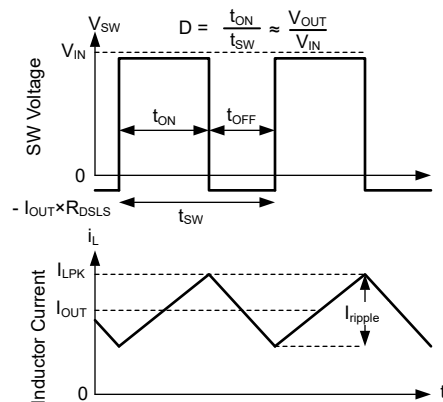 V_SW
D = t_ON / t_SW ≈ V_OUT / V_IN
V_IN
SW Voltage
t_ON
t_OFF
0
- I_OUT×R_DSLS
t_SW
i_L
I_LPK
I_OUT
I_ripple
Inductor Current
0
t